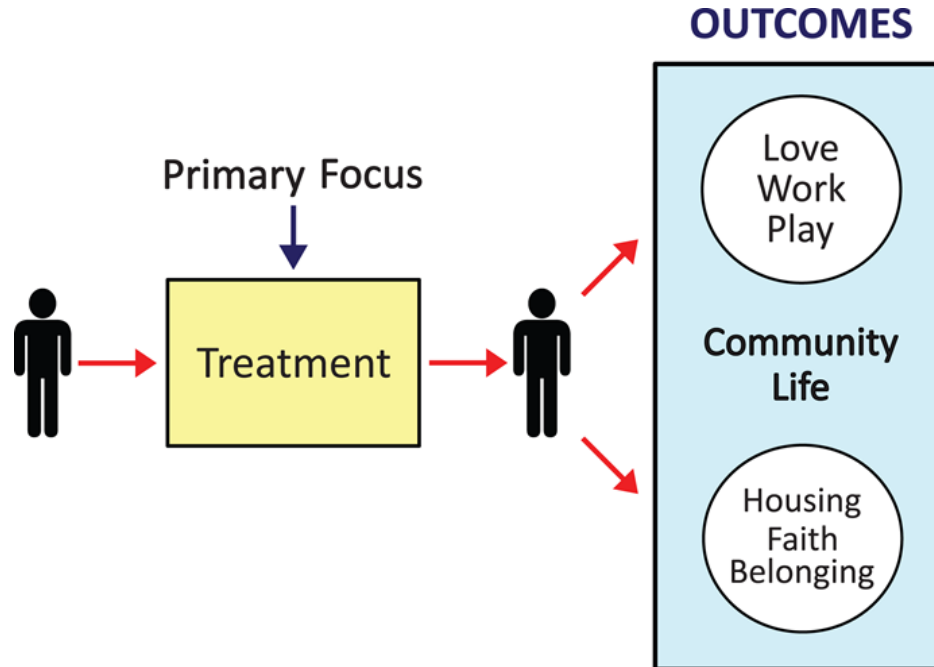 OUTCOMES
Primary Focus
Treatment
Love
Work
Play
Community
Life
Housing
Faith
Belonging